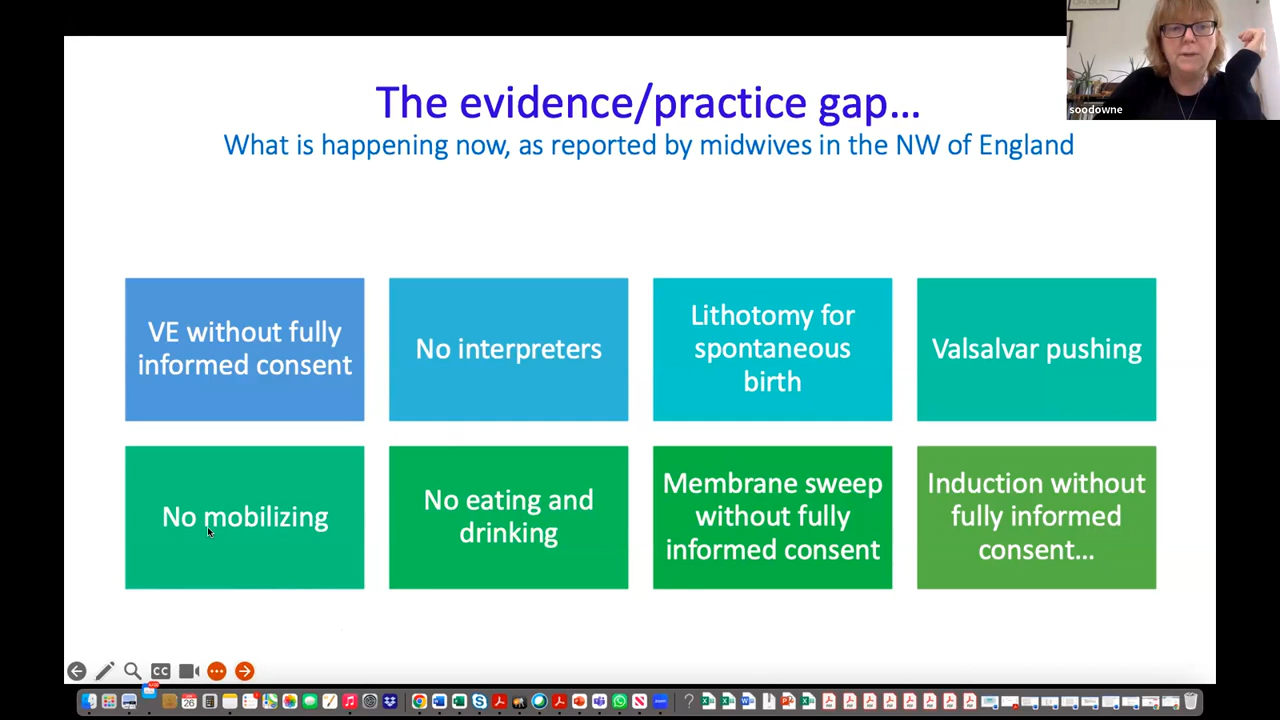 The evidence/practice gap...
What is happening now, as reported by midwives in the NW of England
soodowne
VE without fully
informed consent
No interpreters
Lithotomy for
spontaneous
birth
Valsalvar pushing
No mobilizing
No eating and
drinking
Membrane sweep
without fully
informed consent
Induction without
fully informed
consent...
CC
26